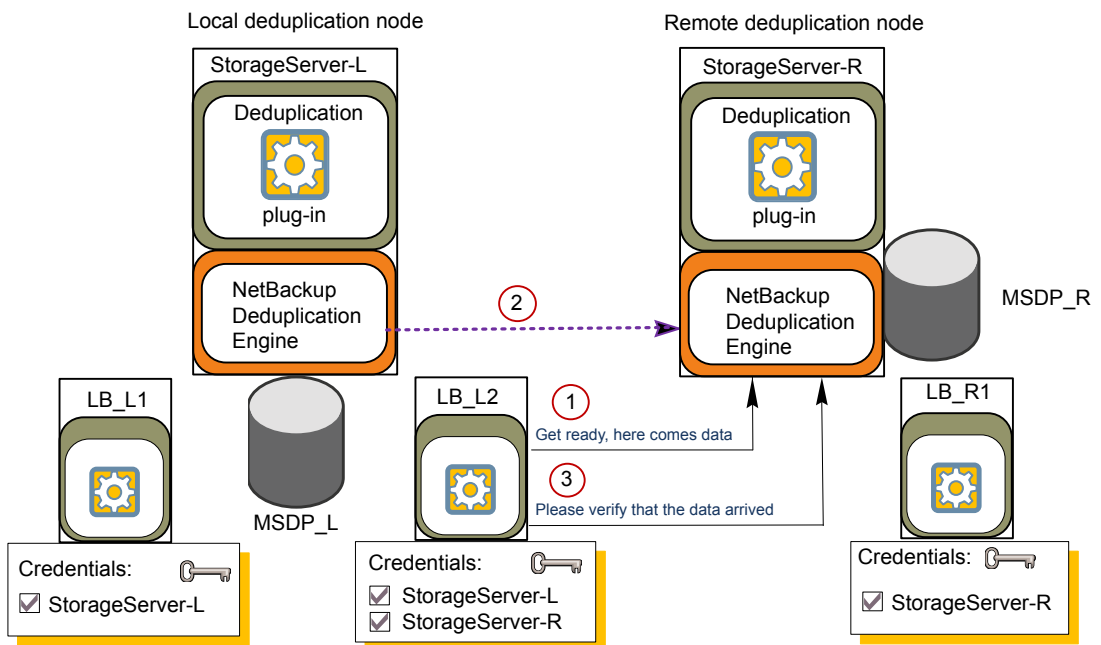 Local deduplication node
Remote deduplication node
StorageServer-L
StorageServer-R
Deduplication
plug-in
Deduplication
plug-in
NetBackup
Deduplication
Engine
2
NetBackup
Deduplication
Engine
MSDP_R
LB_L1
MSDP_L
LB_L2
1
Get ready, here comes data
3
Please verify that the data arrived
LB_R1
Credentials:
StorageServer-L
Credentials:
StorageServer-L
StorageServer-R
Credentials:
StorageServer-R